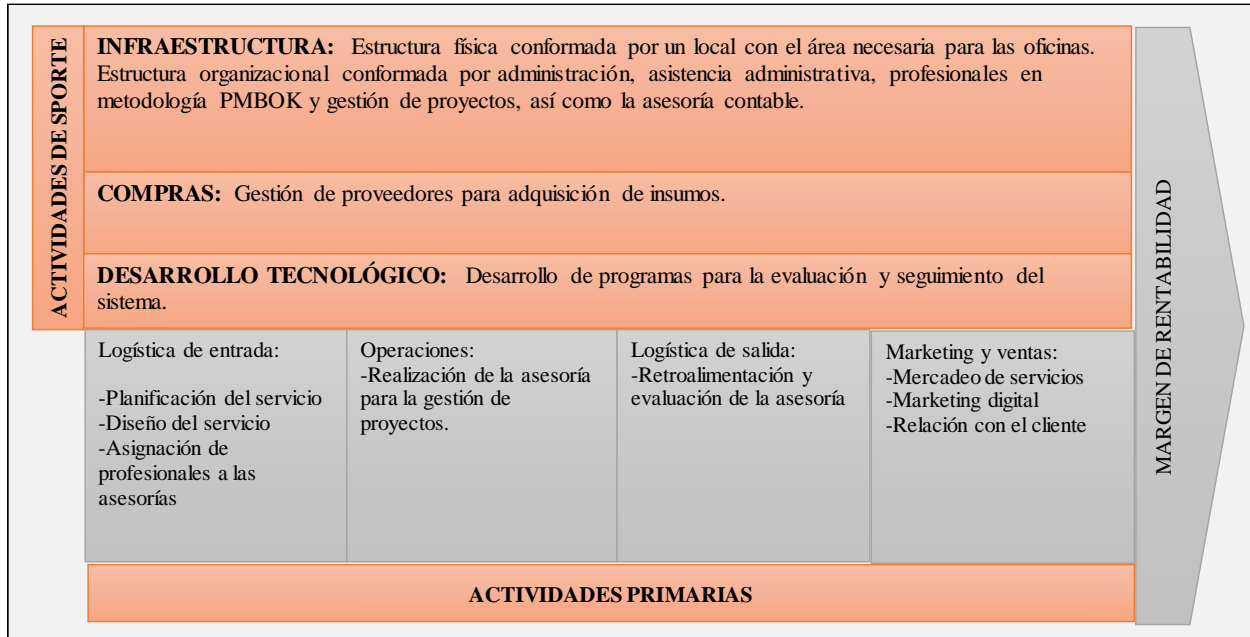 ACTIVIDADES DE SPORTE
INFRAESTRUCTURA: Estructura física conformada por un local con el área necesaria para las oficinas.
Estructura organizacional conformada por administración, asistencia administrativa, profesionales en
metodología PMBOK y gestión de proyectos, así como la asesoría contable.
COMPRAS: Gestión de proveedores para adquisición de insumos.
DESARROLLO TECNOLÓGICO: Desarrollo de programas para la evaluación y seguimiento del
sistema.
Logística de entrada:
-Planificación del servicio
-Diseño del servicio
-Asignación de
profesionales a las
asesorías
Operaciones:
-Realización de la asesoría
para la gestión de
proyectos.
Logística de salida:
-Retroalimentación y
evaluación de la asesoría
Marketing y ventas:
-Mercadeo de servicios
-Marketing digital
-Relación con el cliente
MARGEN DE RENTABILIDAD
ACTIVIDADES PRIMARIAS